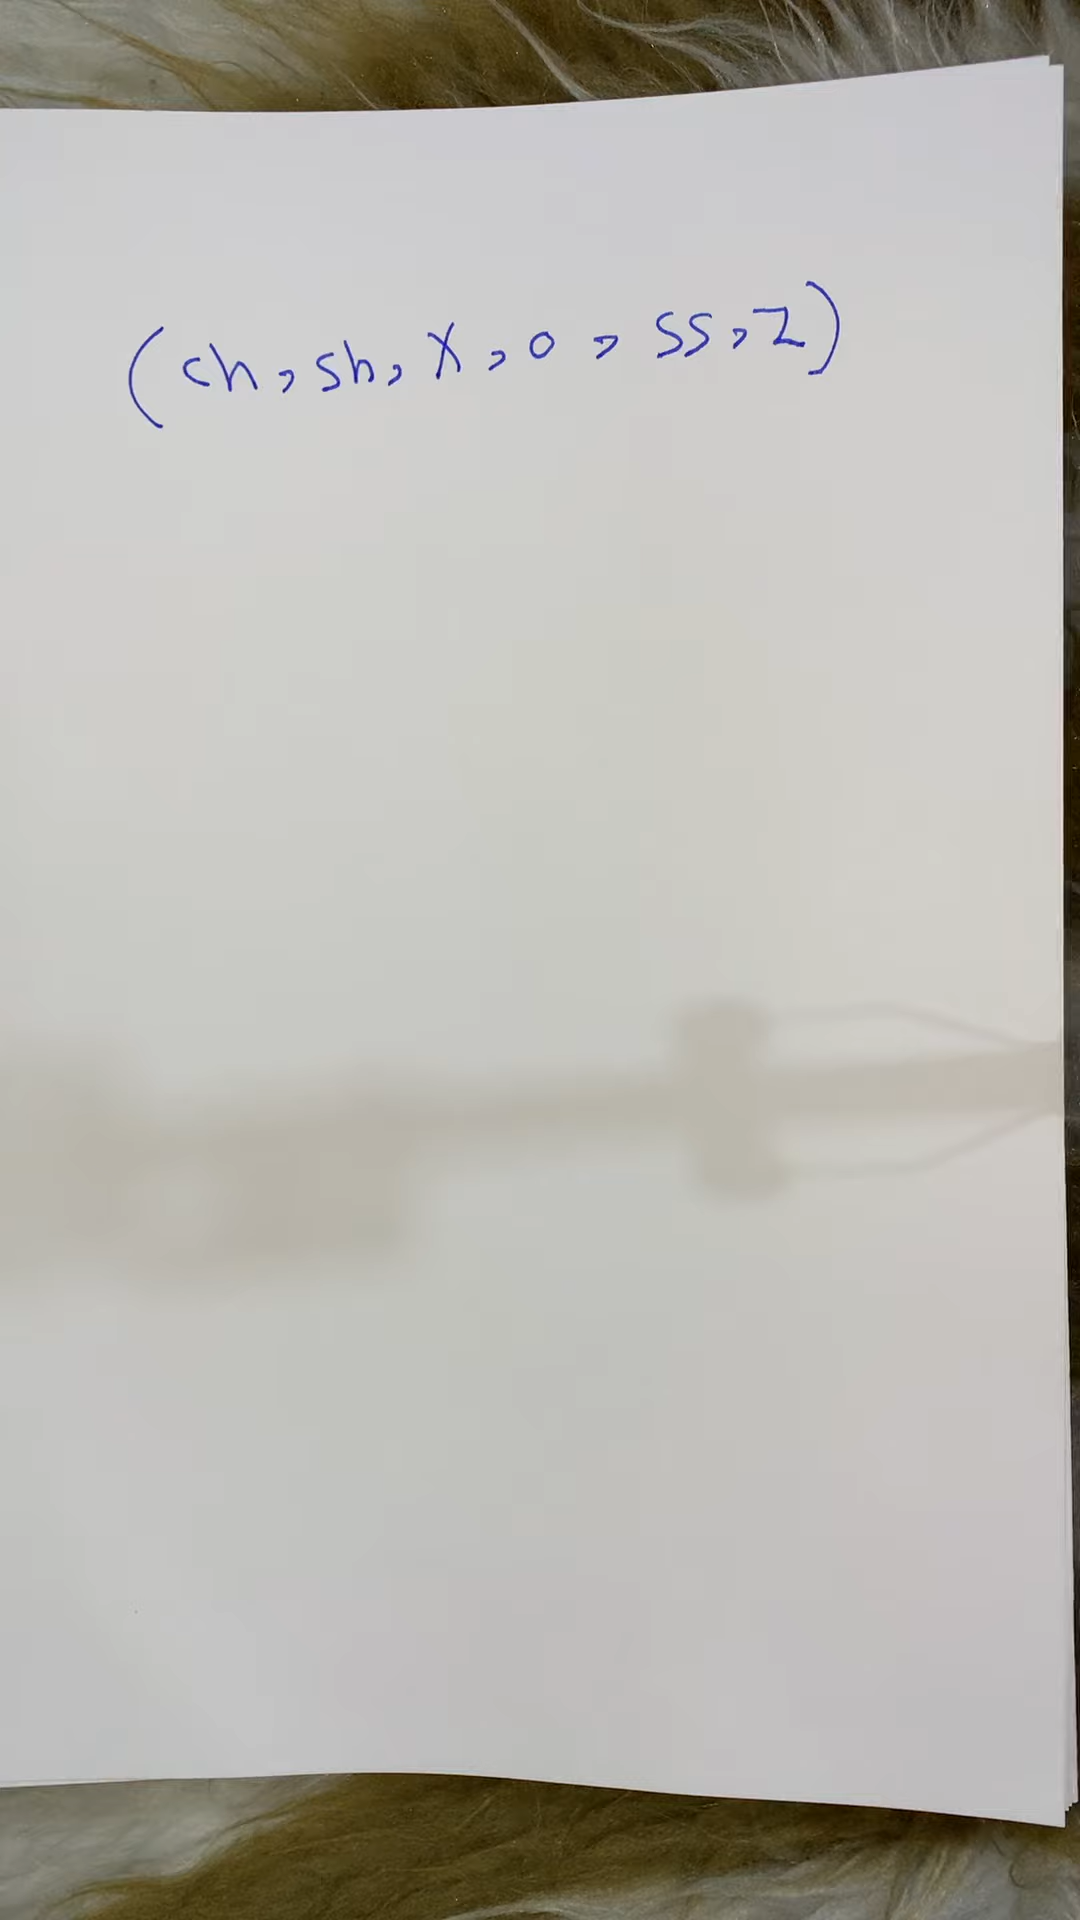 (ch, sh, X, o, ss, z)